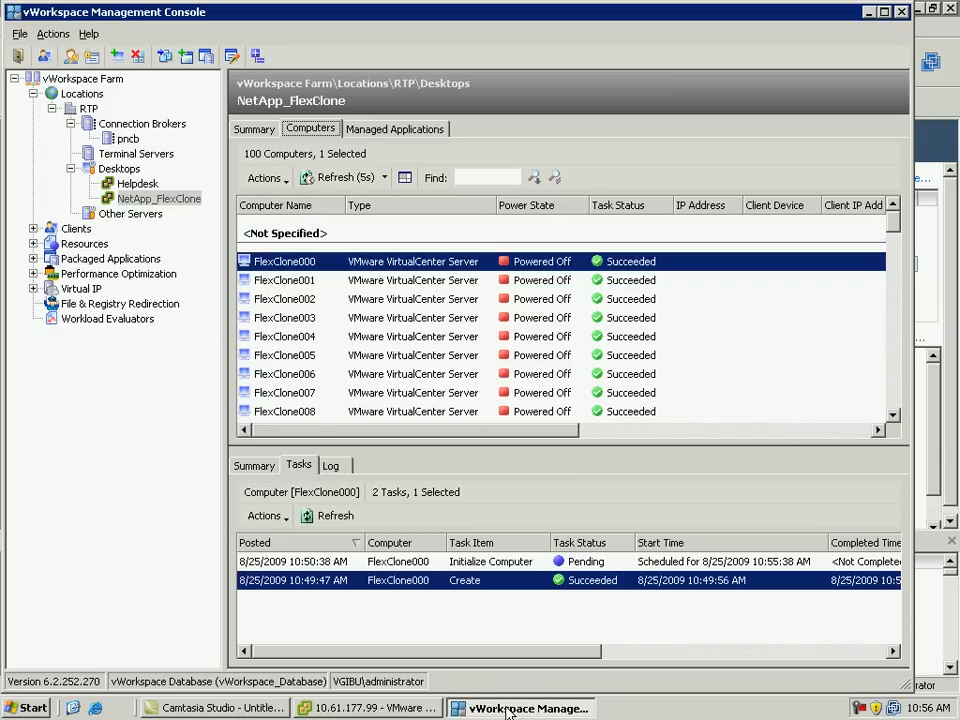 vWorkspace Management Console
File Actions Help
vWorkspace Farm
Locations
RTP
Connection Brokers
pncb
Terminal Servers
Desktops
Helpdesk
NetApp_FlexClone
Other Servers
Clients
Resources
Packaged Applications
Performance Optimization
Virtual IP
File & Registry Redirection
Workload Evaluators
vWorkspace Farm\Locations\RTP\Desktops
NetApp_FlexClone
Summary Computers Managed Applications
100 Computers, 1 Selected
Actions Refresh (5s) Find:
Computer Name Type Power State Task Status IP Address Client Device Client IP Add
<Not Specified>
FlexClone000 VMware VirtualCenter Server Powered Off Succeeded
FlexClone001 VMware VirtualCenter Server Powered Off Succeeded
FlexClone002 VMware VirtualCenter Server Powered Off Succeeded
FlexClone003 VMware VirtualCenter Server Powered Off Succeeded
FlexClone004 VMware VirtualCenter Server Powered Off Succeeded
FlexClone005 VMware VirtualCenter Server Powered Off Succeeded
FlexClone006 VMware VirtualCenter Server Powered Off Succeeded
FlexClone007 VMware VirtualCenter Server Powered Off Succeeded
FlexClone008 VMware VirtualCenter Server Powered Off Succeeded
Summary Tasks Log
Computer [FlexClone000] 2 Tasks, 1 Selected
Actions Refresh
Posted Computer Task Item Task Status Start Time Completed Time
8/25/2009 10:50:38 AM FlexClone000 Initialize Computer Pending Scheduled for 8/25/2009 10:55:38 AM <Not Complete
8/25/2009 10:49:47 AM FlexClone000 Create Succeeded 8/25/2009 10:49:56 AM 8/25/2009 10:5
Version 6.2.252.270 vWorkspace Database (vWorkspace_Database) VGIBU\administrator
e...
...
rator
Start Camtasia Studio - Untitle... 10.61.177.99 - VMware ... vWorkspace Manage... 10:56 AM